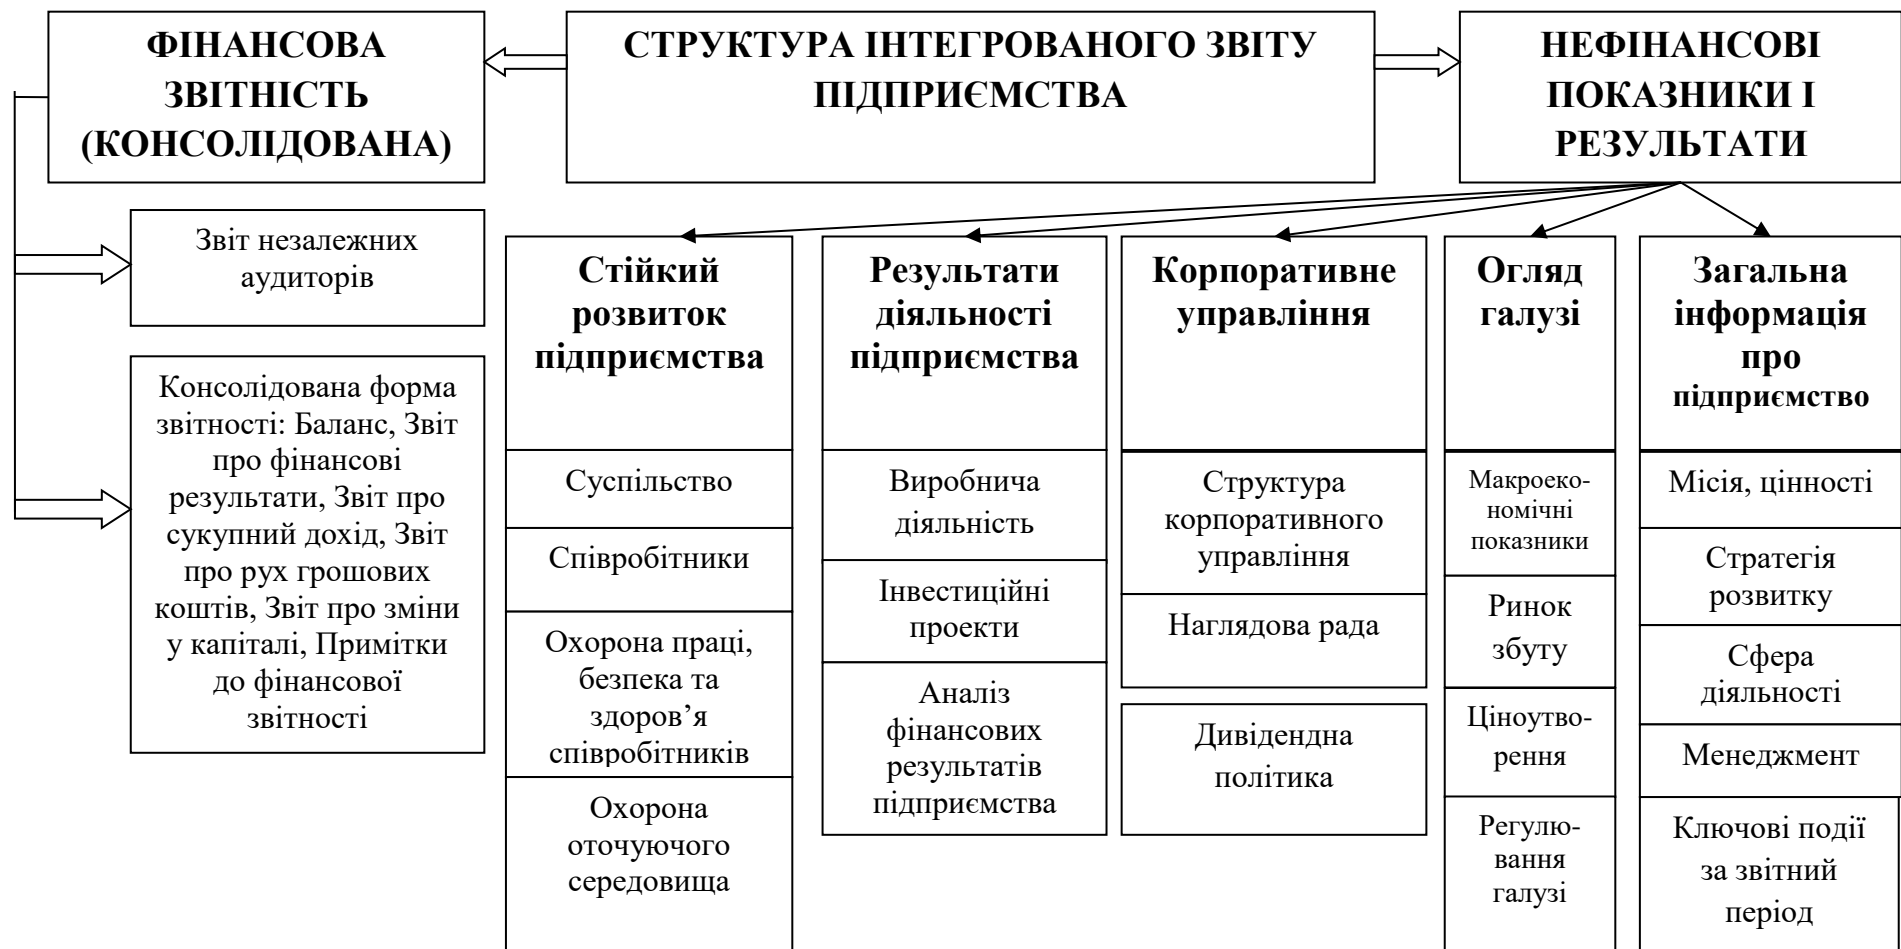 ФІНАНСОВА
ЗВІТНІСТЬ
(КОНСОЛІДОВАНА)
СТРУКТУРА ІНТЕГРОВАНОГО ЗВІТУ
ПІДПРИЄМСТВА
НЕФІНАНСОВІ
ПОКАЗНИКИ І
РЕЗУЛЬТАТИ
Звіт незалежних
аудиторів
Консолідована форма
звітності: Баланс, Звіт
про фінансові
результати, Звіт про
сукупний дохід, Звіт
про рух грошових
коштів, Звіт про зміни
у капіталі, Примітки
до фінансової
звітності
Стійкий
розвиток
підприємства
Суспільство
Співробітники
Охорона праці,
безпека та
здоров’я
співробітників
Охорона
оточуючого
середовища
Результати
діяльності
підприємства
Виробнича
діяльність
Інвестиційні
проекти
Аналіз
фінансових
результатів
підприємства
Корпоративне
управління
Структура
корпоративного
управління
Наглядова рада
Дивідендна
політика
Огляд
галузі
Макроеко-
номічні
показники
Ринок
збуту
Ціноутво-
рення
Регулю-
вання
галузі
Загальна
інформація
про
підприємство
Місія, цінності
Стратегія
розвитку
Сфера
діяльності
Менеджмент
Ключові події
за звітний
період